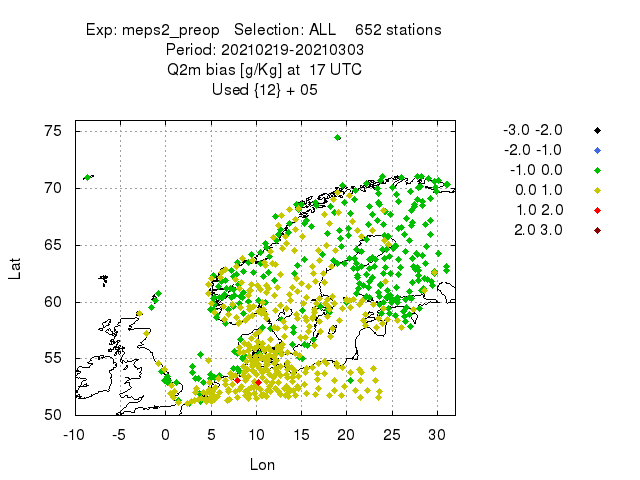 Exp: meps2_preop   Selection: ALL    652 stations
Period: 20210219-20210303
Q2m bias [g/Kg] at  17 UTC
Used {12} + 05
75
70
65
60
55
50
Lat
-10 -5 0 5 10 15 20 25 30
Lon
-3.0 -2.0
-2.0 -1.0
-1.0 0.0
0.0 1.0
1.0 2.0
2.0 3.0